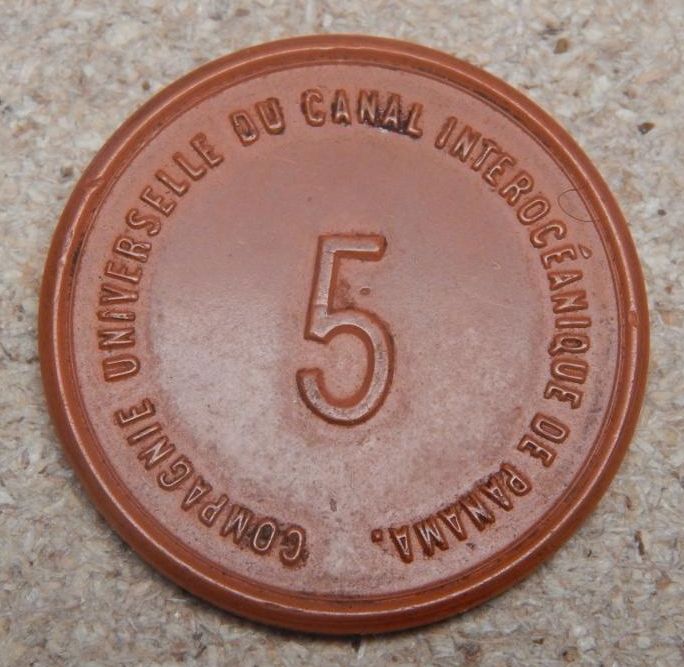 COMPAGNIE UNIVERSELLE DU CANAL INTEROCÉANIQUE DE PANAMA.
5